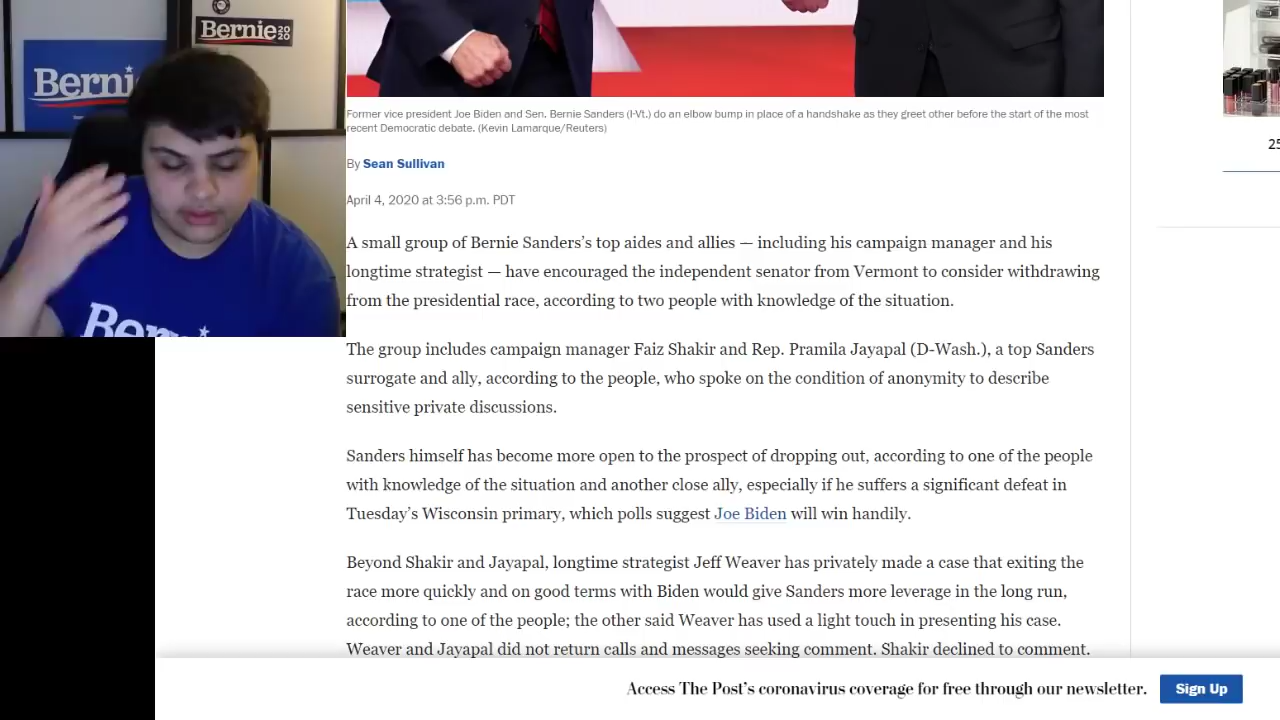 Bernie 2020
Berni
Ber
Former vice president Joe Biden and Sen. Bernie Sanders (I-Vt.) do an elbow bump in place of a handshake as they greet other before the start of the most
recent Democratic debate. (Kevin Lamarque/Reuters)
By Sean Sullivan
April 4, 2020 at 3:56 p.m. PDT
A small group of Bernie Sanders’s top aides and allies — including his campaign manager and his
longtime strategist — have encouraged the independent senator from Vermont to consider withdrawing
from the presidential race, according to two people with knowledge of the situation.
The group includes campaign manager Faiz Shakir and Rep. Pramila Jayapal (D-Wash.), a top Sanders
surrogate and ally, according to the people, who spoke on the condition of anonymity to describe
sensitive private discussions.
Sanders himself has become more open to the prospect of dropping out, according to one of the people
with knowledge of the situation and another close ally, especially if he suffers a significant defeat in
Tuesday’s Wisconsin primary, which polls suggest Joe Biden will win handily.
Beyond Shakir and Jayapal, longtime strategist Jeff Weaver has privately made a case that exiting the
race more quickly and on good terms with Biden would give Sanders more leverage in the long run,
according to one of the people; the other said Weaver has used a light touch in presenting his case.
Weaver and Jayapal did not return calls and messages seeking comment. Shakir declined to comment.
25
Access The Post’s coronavirus coverage for free through our newsletter.
Sign Up